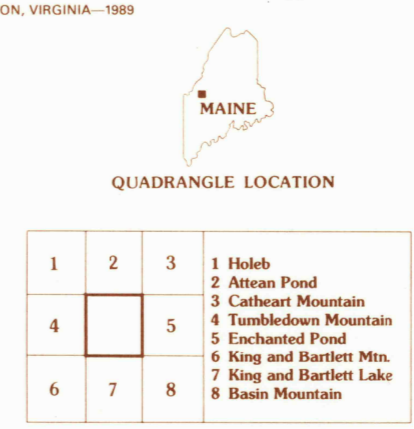 ON, VIRGINIA—1989
MAINE
QUADRANGLE LOCATION
1 2 3
4 5
6 7 8
1 Holeb
2 Attean Pond
3 Catheart Mountain
4 Tumbledown Mountain
5 Enchanted Pond
6 King and Bartlett Mtn.
7 King and Bartlett Lake
8 Basin Mountain